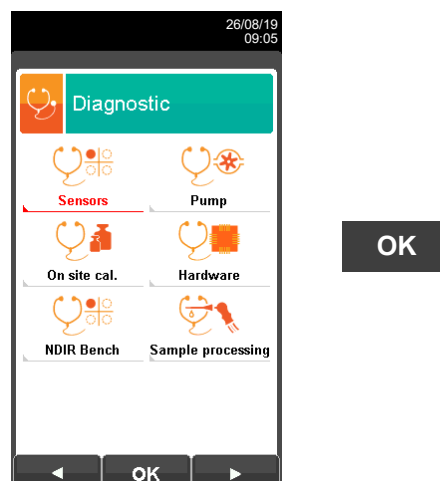 26/08/19
09:05
Diagnostic
Sensors
Pump
On site cal.
Hardware
NDIR Bench
Sample processing
OK
OK